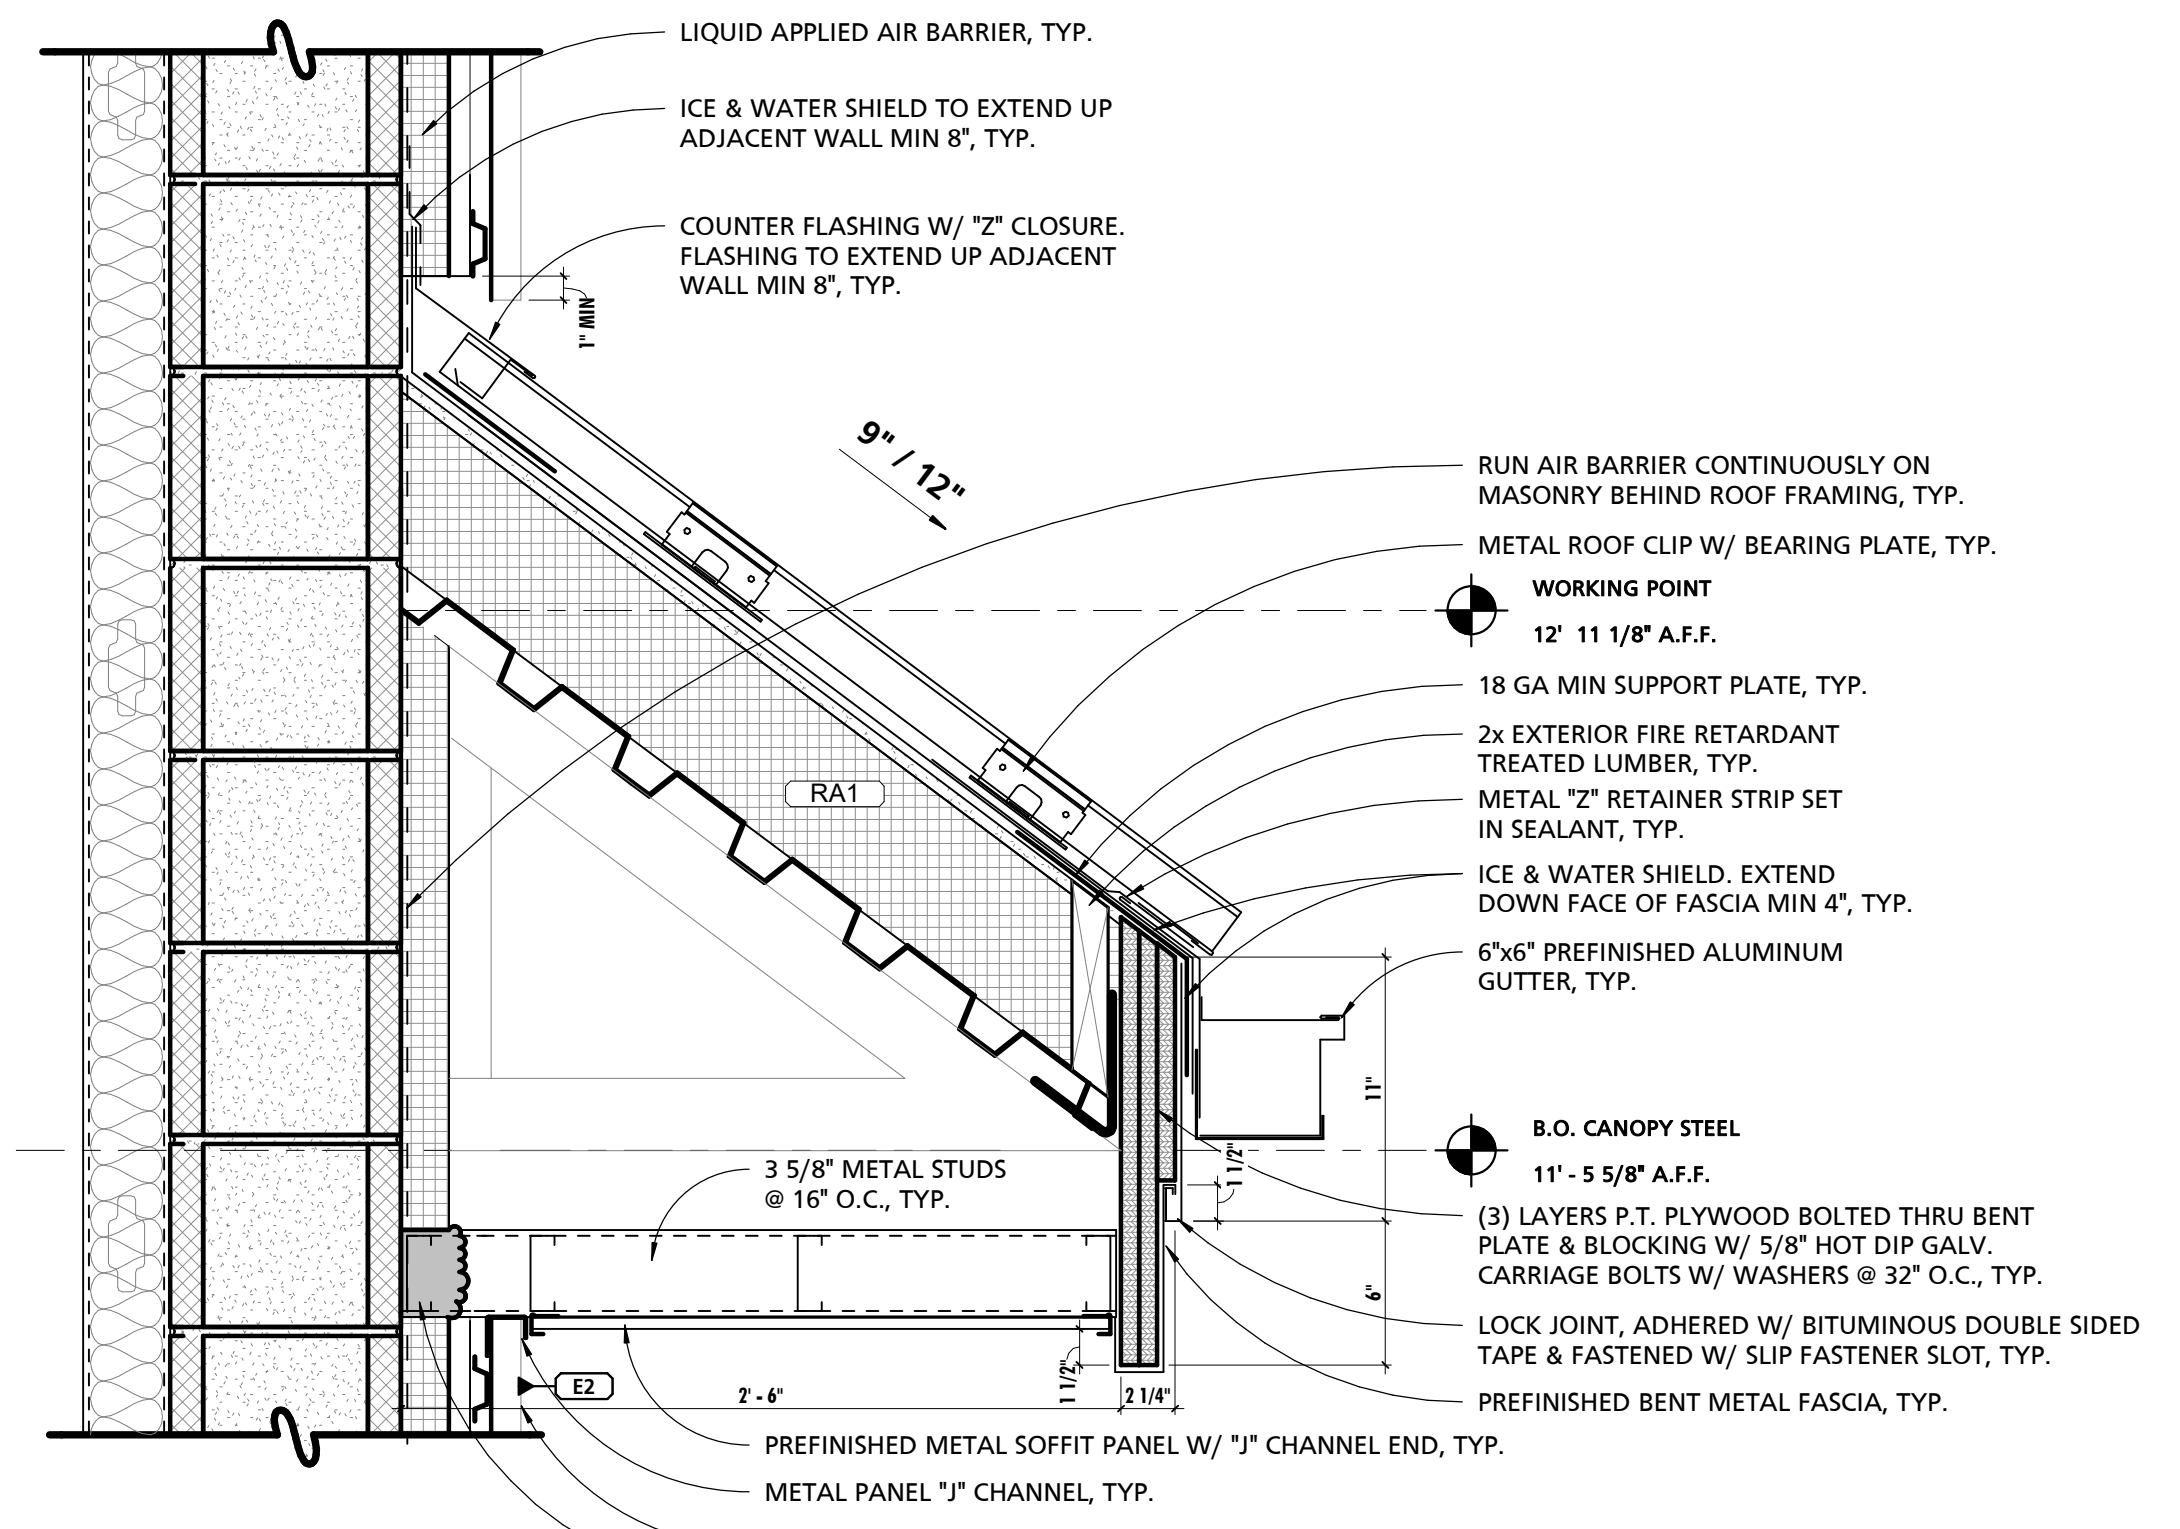 LIQUID APPLIED AIR BARRIER, TYP.
ICE & WATER SHIELD TO EXTEND UP
ADJACENT WALL MIN 8", TYP.
COUNTER FLASHING W/ "Z" CLOSURE.
FLASHING TO EXTEND UP ADJACENT
WALL MIN 8", TYP.
1" MIN
9" / 12"
RUN AIR BARRIER CONTINUOUSLY ON
MASONRY BEHIND ROOF FRAMING, TYP.
METAL ROOF CLIP W/ BEARING PLATE, TYP.
WORKING POINT
12' 11 1/8" A.F.F.
18 GA MIN SUPPORT PLATE, TYP.
2x EXTERIOR FIRE RETARDANT
TREATED LUMBER, TYP.
RA1
METAL "Z" RETAINER STRIP SET
IN SEALANT, TYP.
ICE & WATER SHIELD. EXTEND
DOWN FACE OF FASCIA MIN 4", TYP.
6"x6" PREFINISHED ALUMINUM
GUTTER, TYP.
11"
B.O. CANOPY STEEL
11' - 5 5/8" A.F.F.
1 1/2"
3 5/8" METAL STUDS
@ 16" O.C., TYP.
(3) LAYERS P.T. PLYWOOD BOLTED THRU BENT
PLATE & BLOCKING W/ 5/8" HOT DIP GALV.
CARRIAGE BOLTS W/ WASHERS @ 32" O.C., TYP.
6"
LOCK JOINT, ADHERED W/ BITUMINOUS DOUBLE SIDED
TAPE & FASTENED W/ SLIP FASTENER SLOT, TYP.
1 1/2"
E2
2' - 6"
2 1/4"
PREFINISHED BENT METAL FASCIA, TYP.
PREFINISHED METAL SOFFIT PANEL W/ "J" CHANNEL END, TYP.
METAL PANEL "J" CHANNEL, TYP.